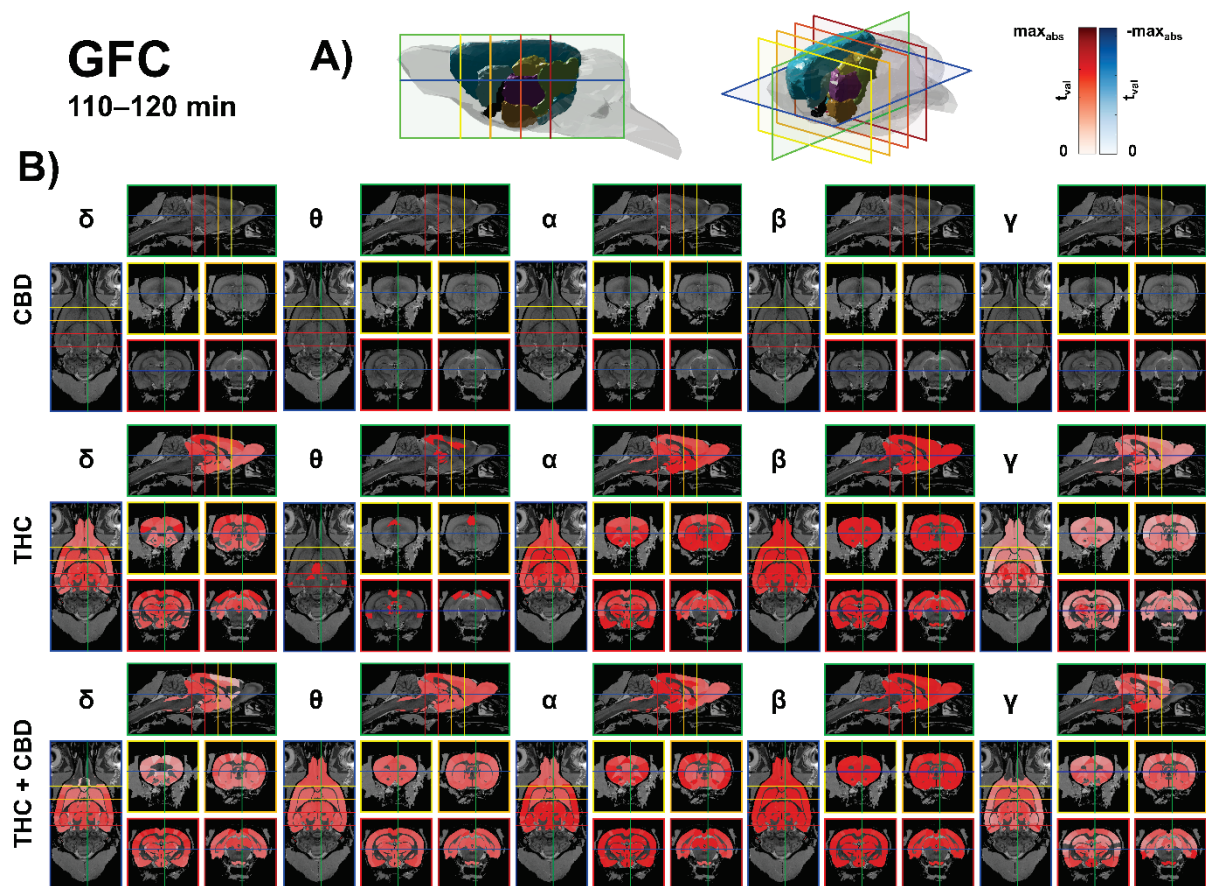 GFC
110–120 min
A)
max_abs
-max_abs
t_val
t_val
0
0
B)
δ
θ
α
β
γ
CBD
δ
θ
α
β
γ
THC
δ
θ
α
β
γ
THC + CBD